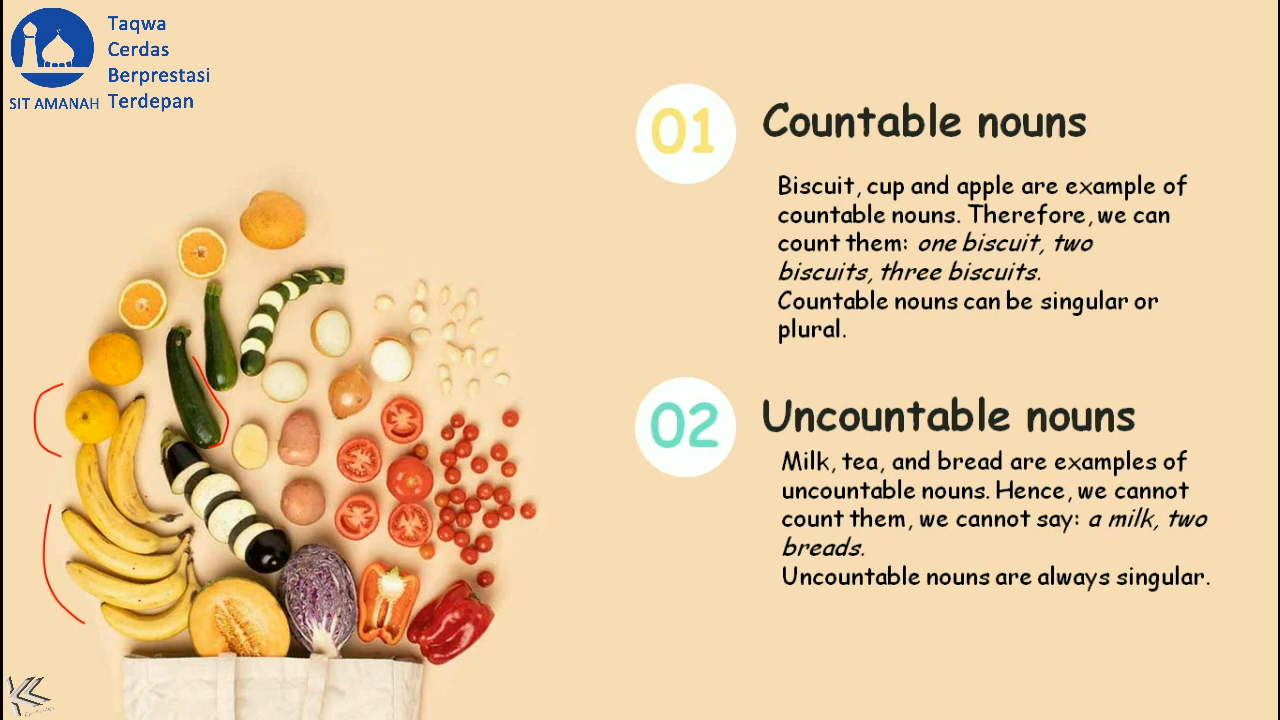 Taqwa
Cerdas
Berprestasi
SIT AMANAH Terdepan
01 Countable nouns
Biscuit, cup and apple are example of
countable nouns. Therefore, we can
count them: one biscuit, two
biscuits, three biscuits.
Countable nouns can be singular or
plural.
02 Uncountable nouns
Milk, tea, and bread are examples of
uncountable nouns. Hence, we cannot
count them, we cannot say: a milk, two
breads.
Uncountable nouns are always singular.